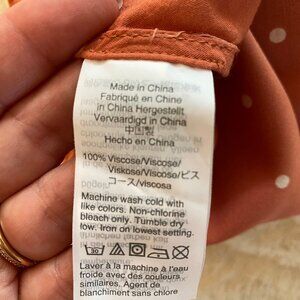 Made in China
Fabriqué en Chine
in China Hergestellt
Vervaardigd in China
中国製
Hecho en China
100% Viscose/Viscose/
Viskose/Viscose/ビス
コース/viscosa
Machine wash cold with
like colors. Non-chlorine
bleach only. Tumble dry
low. Iron on lowest setting.
30
Laver à la machine à l'eau
froide avec des couleurs
similaires. Agent de
blanchiment sans chlore